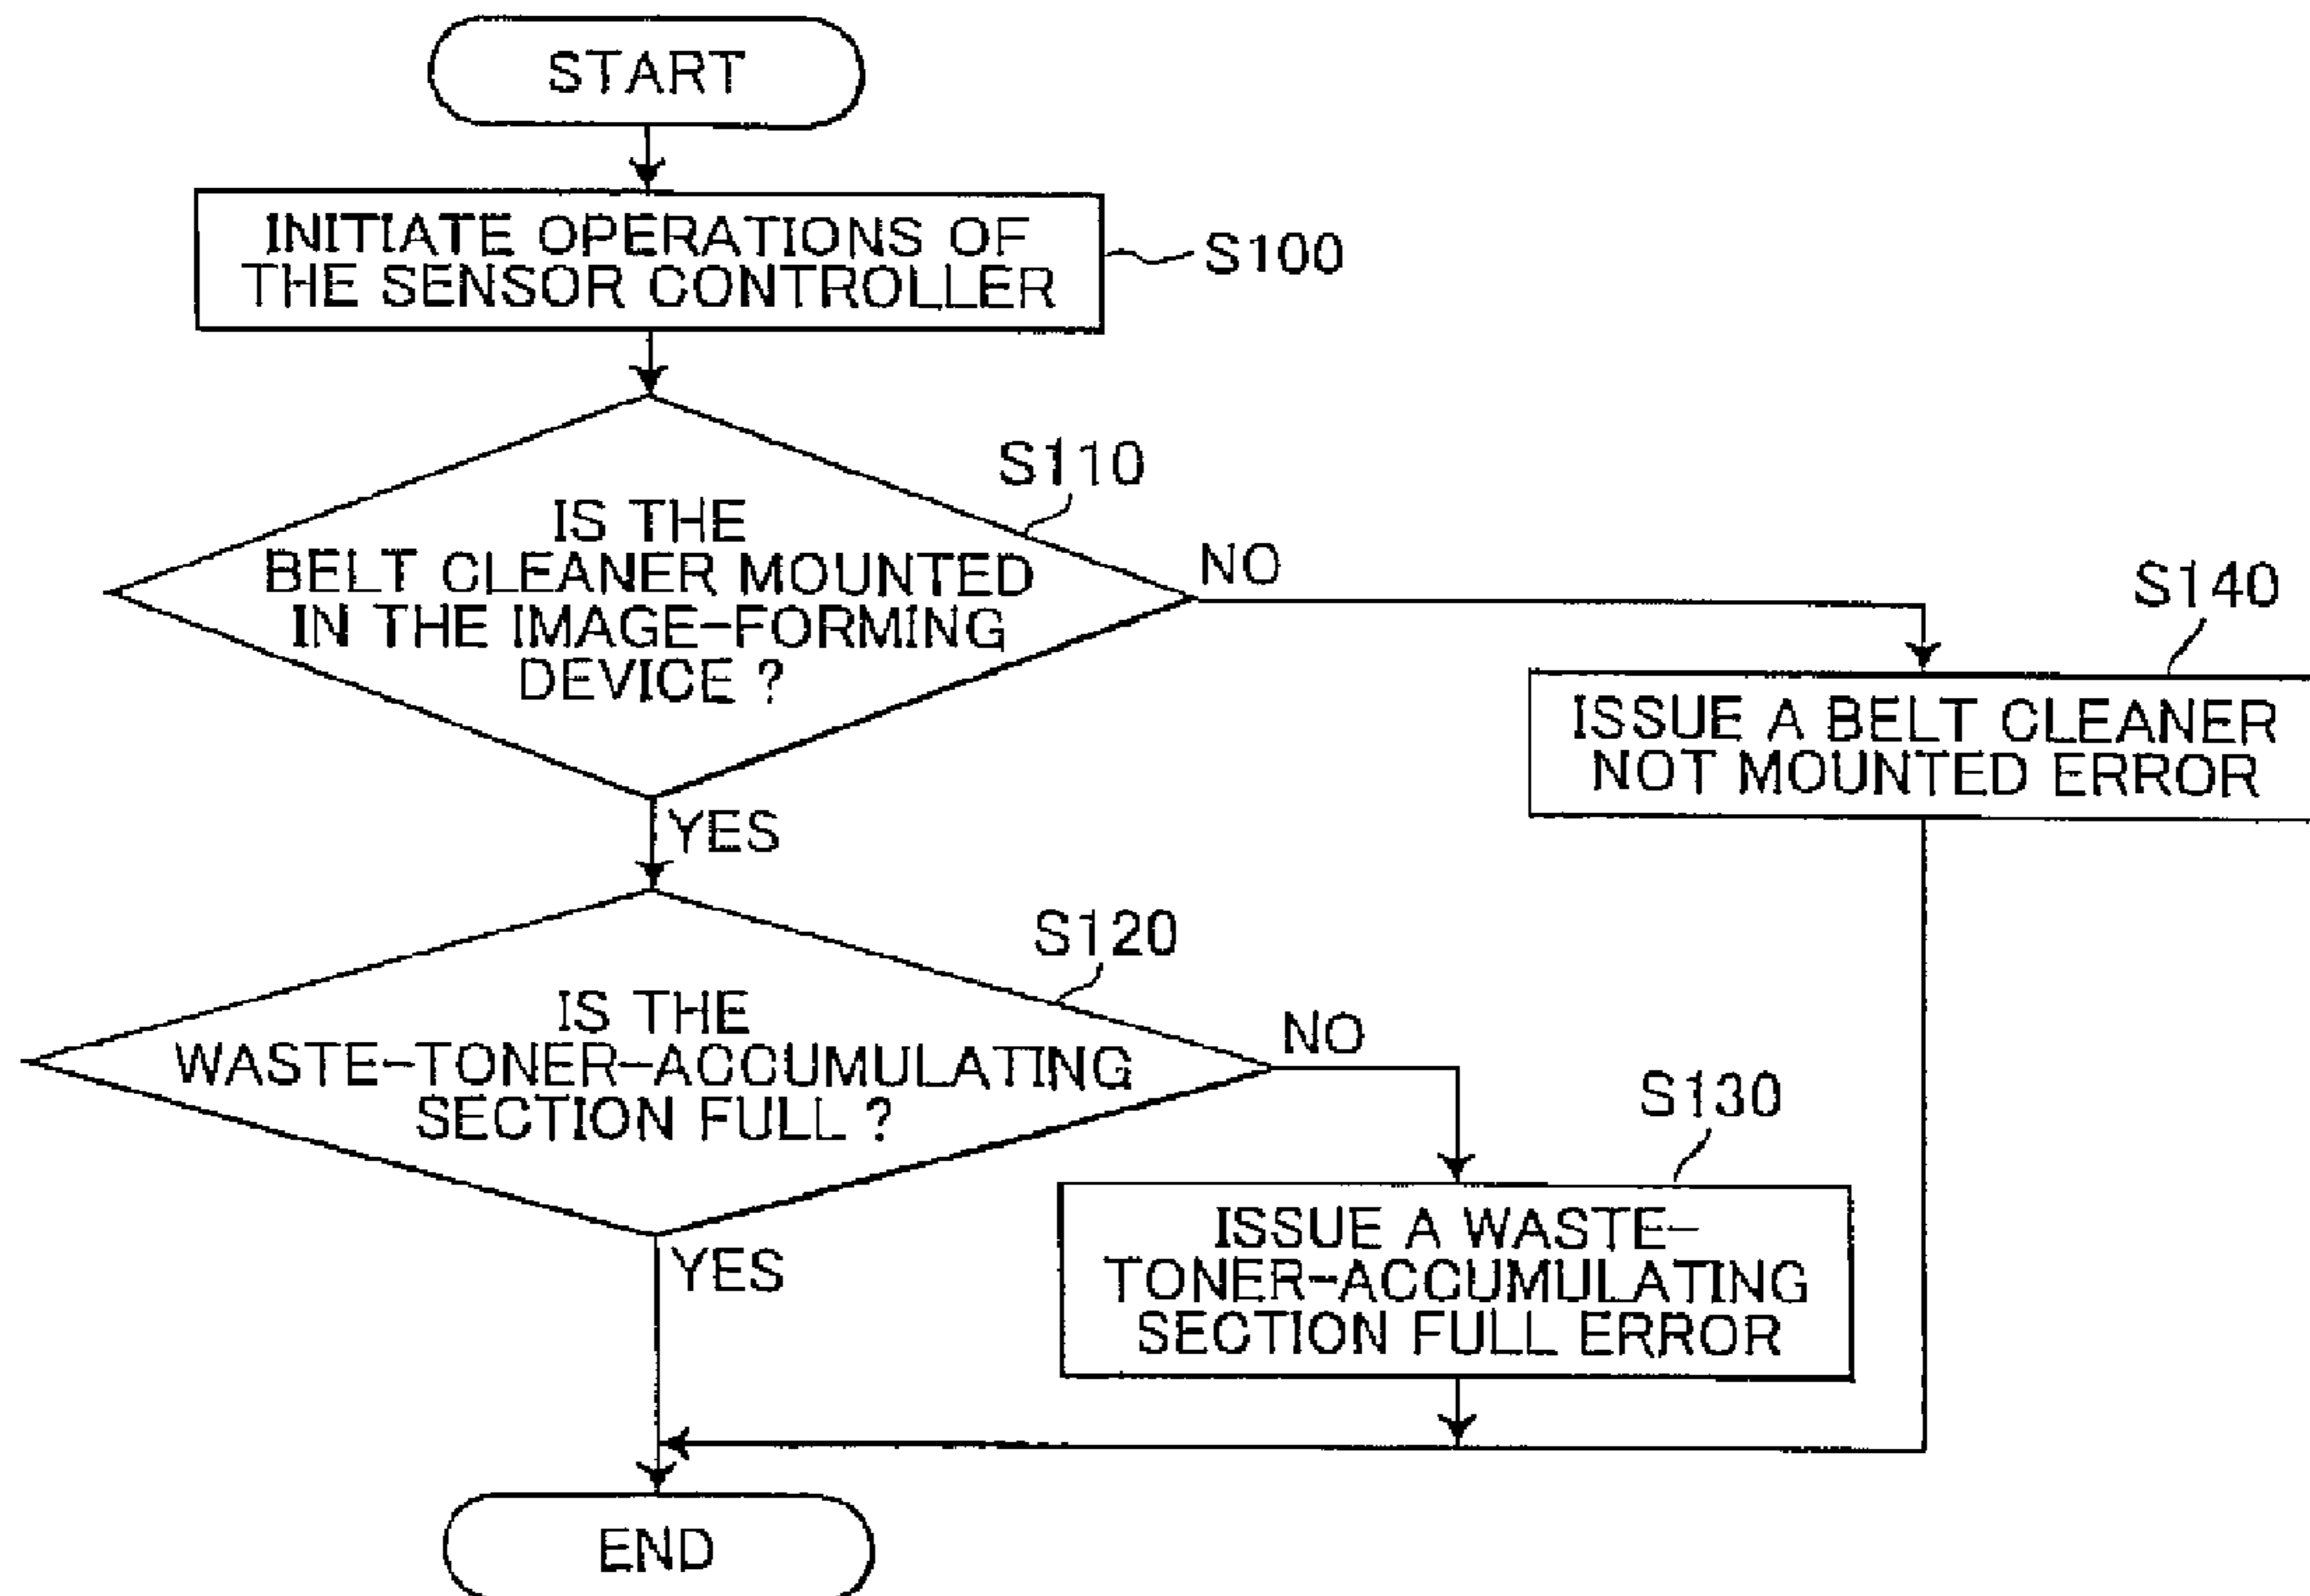 START
INITIATE OPERATIONS OF
THE SENSOR CONTROLLER
S100
S110
IS THE
BELT CLEANER MOUNTED
IN THE IMAGE-FORMING
DEVICE ?
NO
S140
ISSUE A BELT CLEANER
NOT MOUNTED ERROR
YES
S120
IS THE
WASTE-TONER-ACCUMULATING
SECTION FULL ?
NO
S130
ISSUE A WASTE-
TONER-ACCUMULATING
SECTION FULL ERROR
YES
END